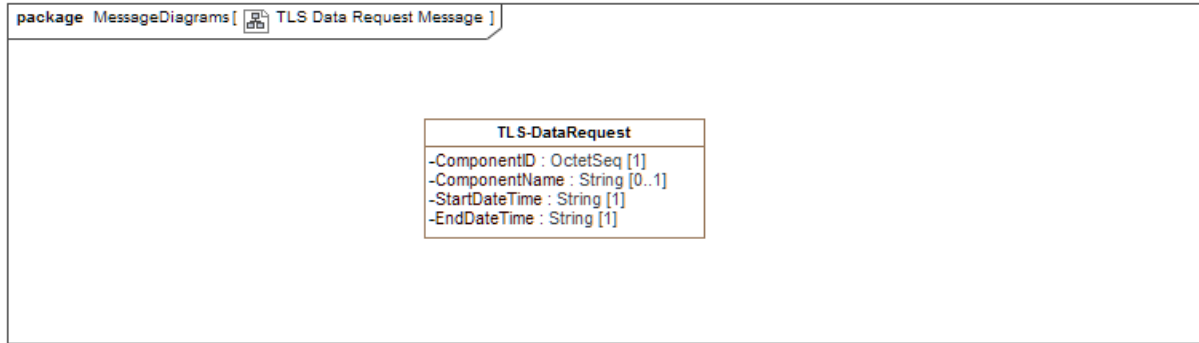 package MessageDiagrams [ TLS Data Request Message ]
TLS-DataRequest
-ComponentID : OctetSeq [1]
-ComponentName : String [0..1]
-StartDateTime : String [1]
-EndDateTime : String [1]